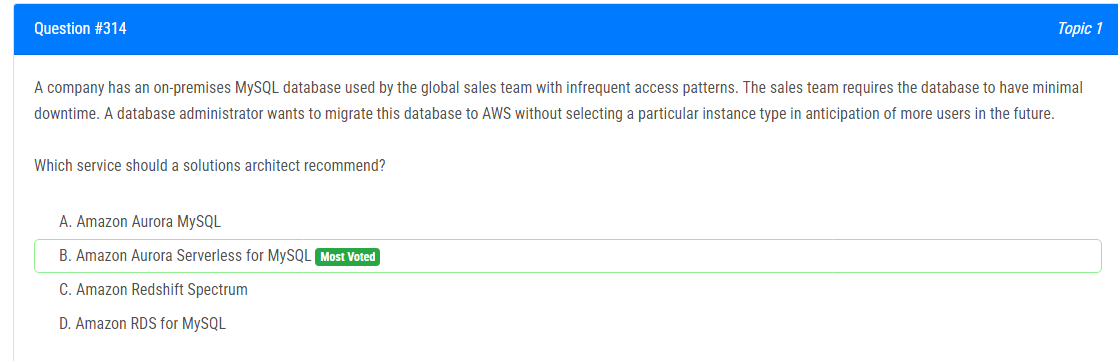 Question #314
Topic 1
A company has an on-premises MySQL database used by the global sales team with infrequent access patterns. The sales team requires the database to have minimal
downtime. A database administrator wants to migrate this database to AWS without selecting a particular instance type in anticipation of more users in the future.
Which service should a solutions architect recommend?
A. Amazon Aurora MySQL
B. Amazon Aurora Serverless for MySQL Most Voted
C. Amazon Redshift Spectrum
D. Amazon RDS for MySQL